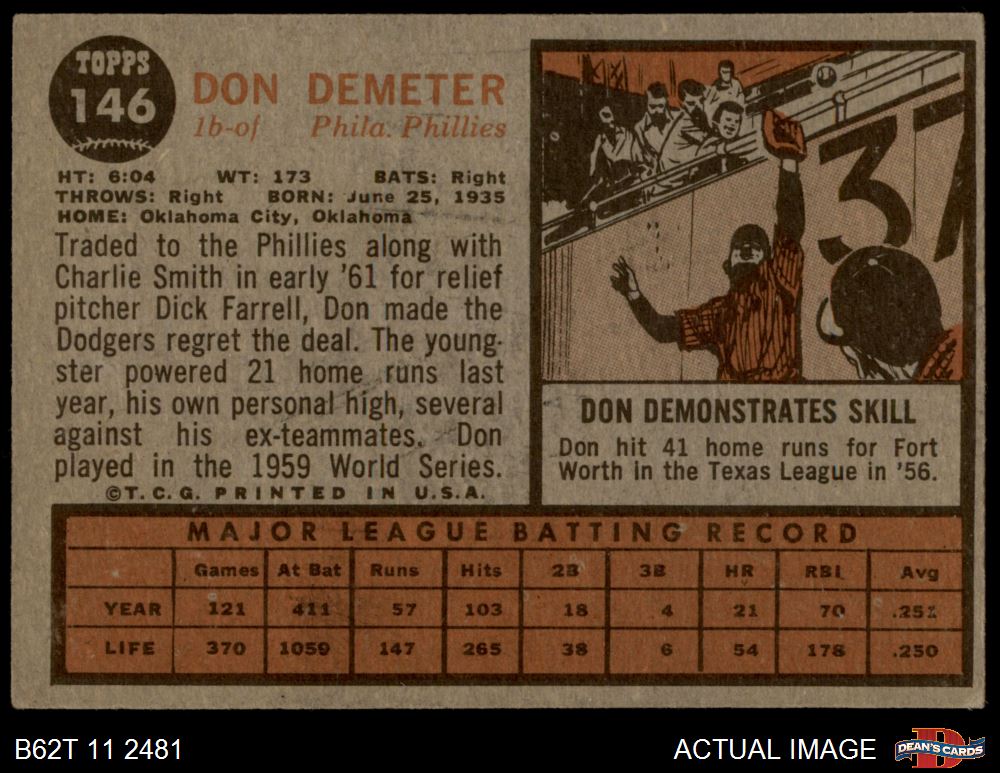 TOPPS
146
DON DEMETER
1b-of Phila. Phillies
HT: 6:04 WT: 173 BATS: Right
THROWS: Right BORN: June 25, 1935
HOME: Oklahoma City, Oklahoma
Traded to the Phillies along with
Charlie Smith in early '61 for relief
pitcher Dick Farrell, Don made the
Dodgers regret the deal. The young-
ster powered 21 home runs last
year, his own personal high, several
against his ex-teammates. Don
played in the 1959 World Series.
©T. C. G. PRINTED IN U.S.A.
37
DON DEMONSTRATES SKILL
Don hit 41 home runs for Fort
Worth in the Texas League in '56.
MAJOR LEAGUE BATTING RECORD
Games At Bat Runs Hits 2B 3B HR RBI Avg
YEAR 121 411 57 103 18 4 21 70 .251
LIFE 370 1059 147 265 38 6 54 178 .250
B62T 11 2481
ACTUAL IMAGE
D
DEAN'S CARDS